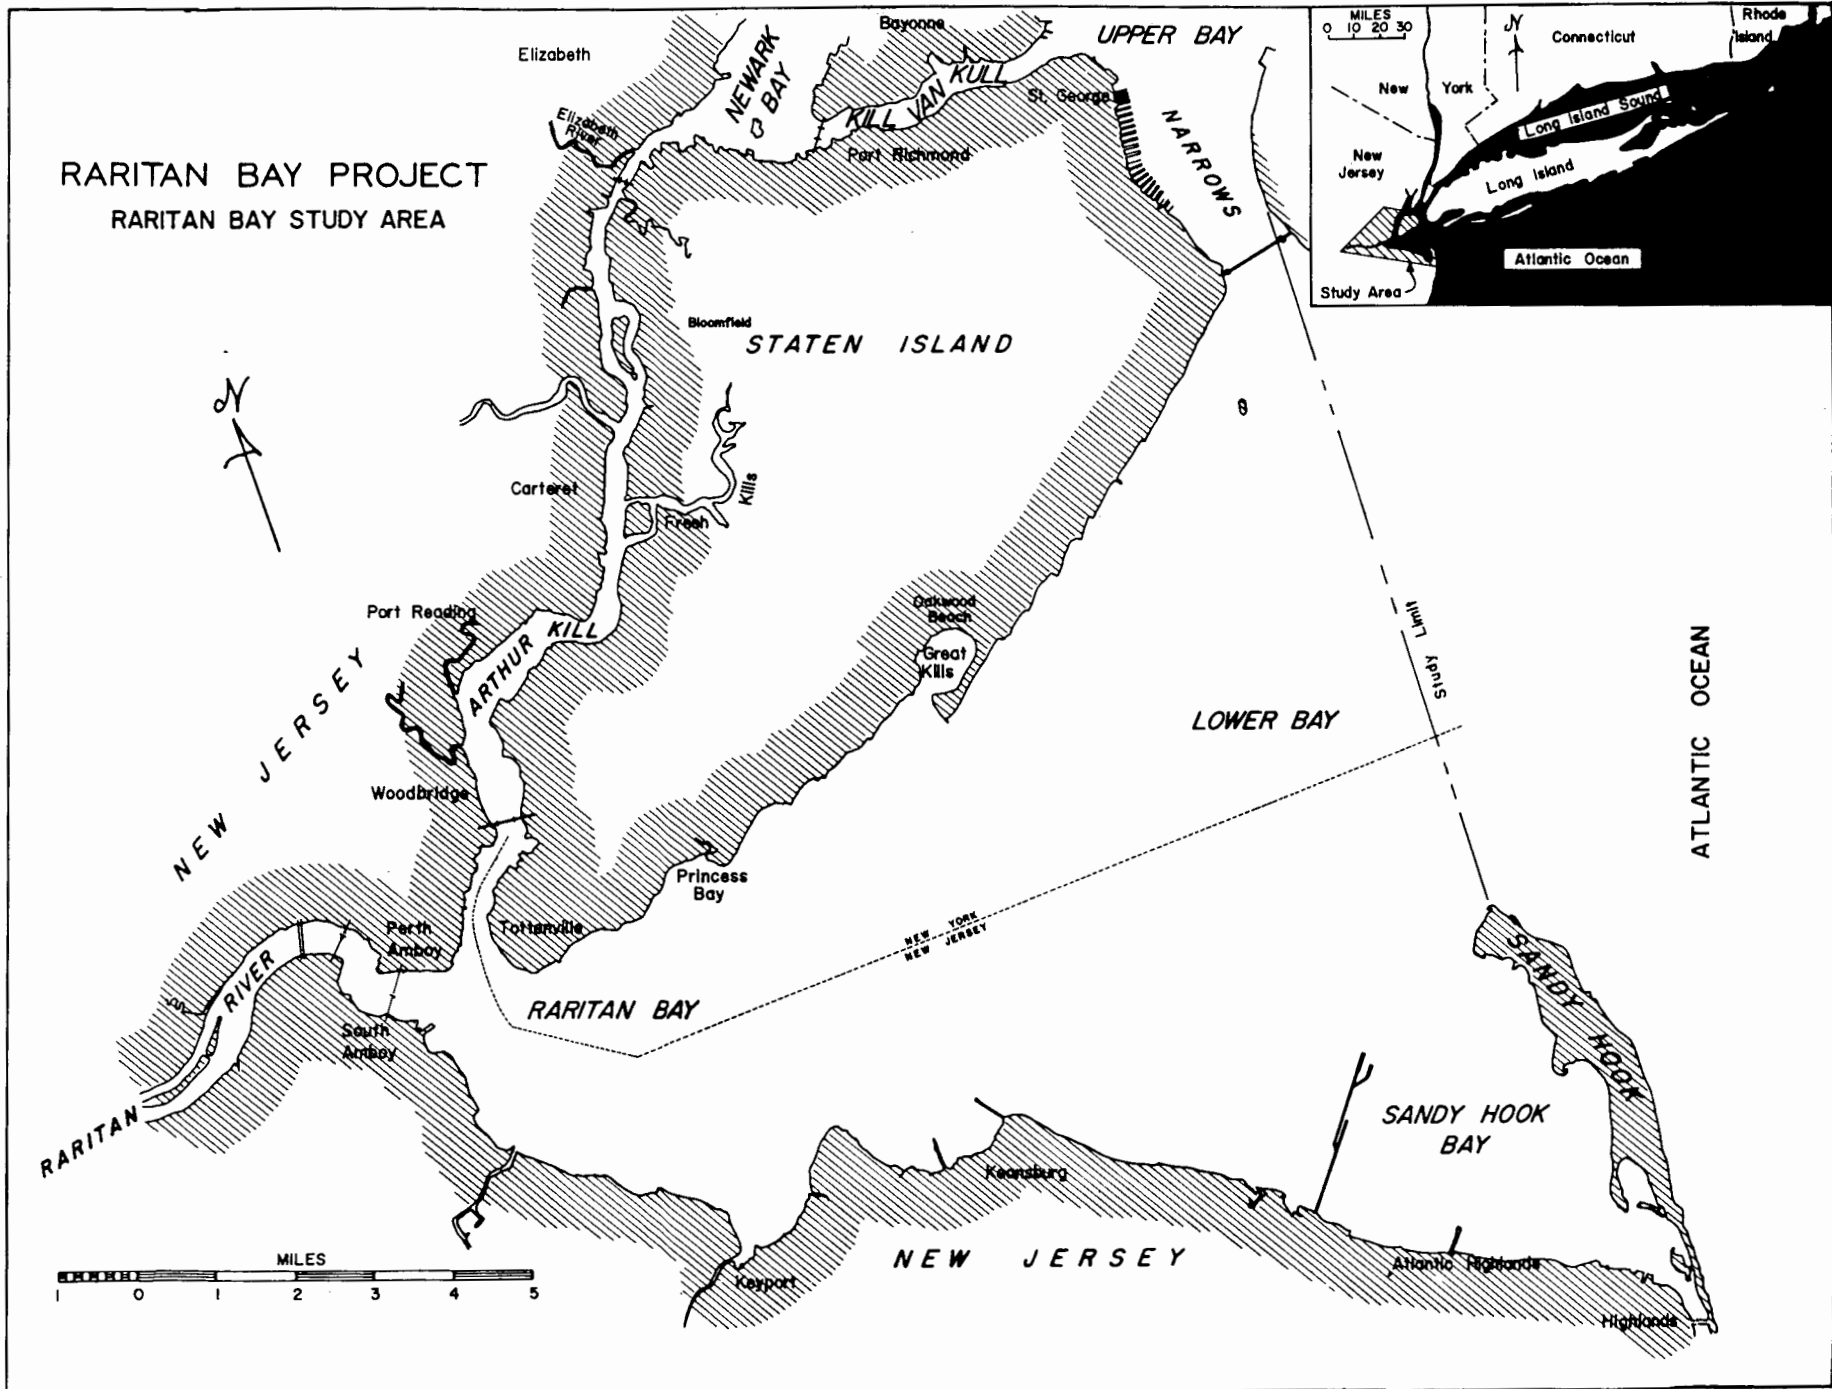 RARITAN BAY PROJECT
RARITAN BAY STUDY AREA
Elizabeth
Elizabeth
River
NEWARK
BAY
Bayonne
KILL VAN KULL
UPPER BAY
St. George
Port Richmond
NARROWS
MILES
0 10 20 30
N
Connecticut
Rhode
Island
New York
Long Island Sound
New
Jersey
Long Island
Atlantic Ocean
Study Area
Bloomfield
STATEN ISLAND
N
Carteret
Fresh Kills
Port Reading
ARTHUR KILL
Oakwood
Beach
Great
Kills
Study Limit
ATLANTIC OCEAN
NEW JERSEY
LOWER BAY
Woodbridge
Princess
Bay
NEW YORK
NEW JERSEY
Perth
Amboy
Tottenville
RARITAN RIVER
RARITAN BAY
South
Amboy
SANDY HOOK
SANDY HOOK
BAY
Keansburg
NEW JERSEY
Keyport
Atlantic Highlands
Highlands
MILES
1 0 1 2 3 4 5